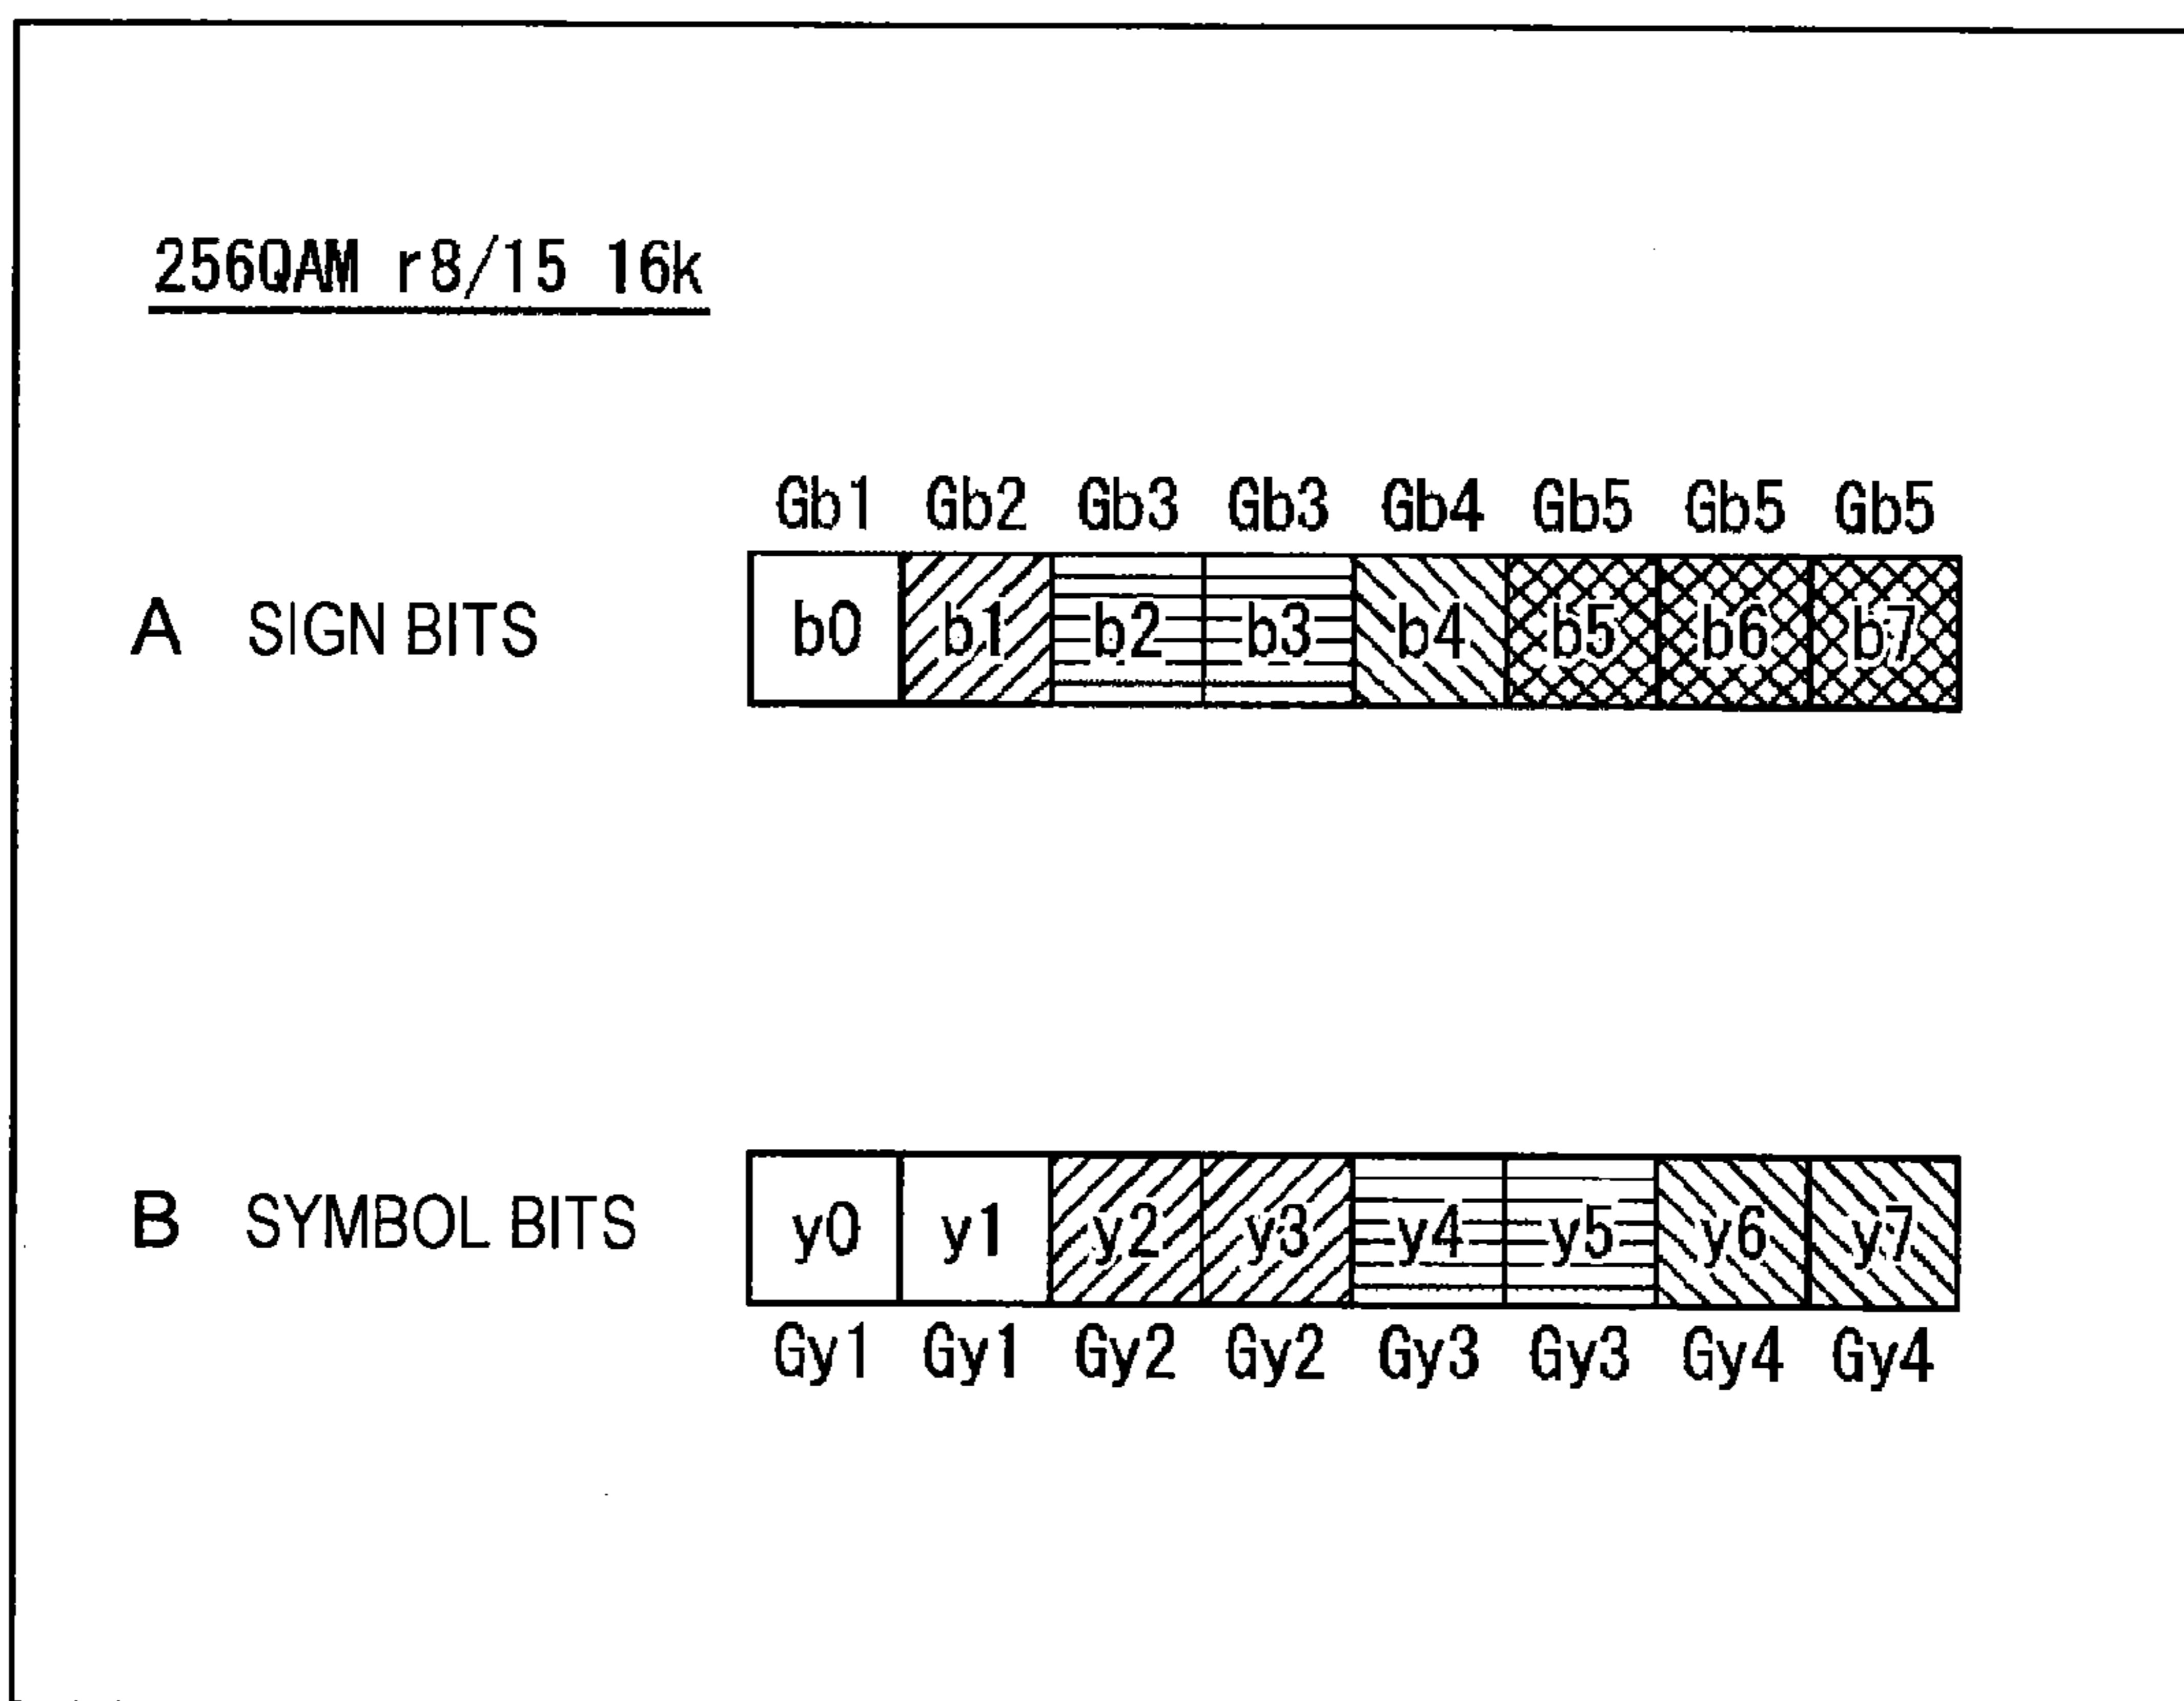 256QAM r8/15 16k
Gb1 Gb2 Gb3 Gb3 Gb4 Gb5 Gb5 Gb5
A SIGN BITS b0 b1 b2 b3 b4 b5 b6 b7
B SYMBOL BITS y0 y1 y2 y3 y4 y5 y6 y7
Gy1 Gy1 Gy2 Gy2 Gy3 Gy3 Gy4 Gy4